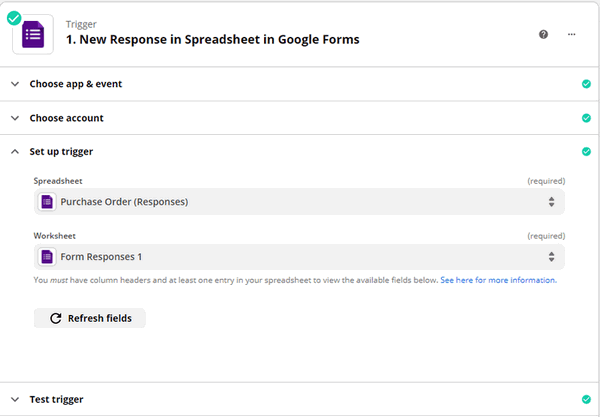 Trigger
1. New Response in Spreadsheet in Google Forms
Choose app & event
Choose account
Set up trigger
Spreadsheet (required)
Purchase Order (Responses)
Worksheet (required)
Form Responses 1
You must have column headers and at least one entry in your spreadsheet to view the available fields below. See here for more information.
Refresh fields
Test trigger